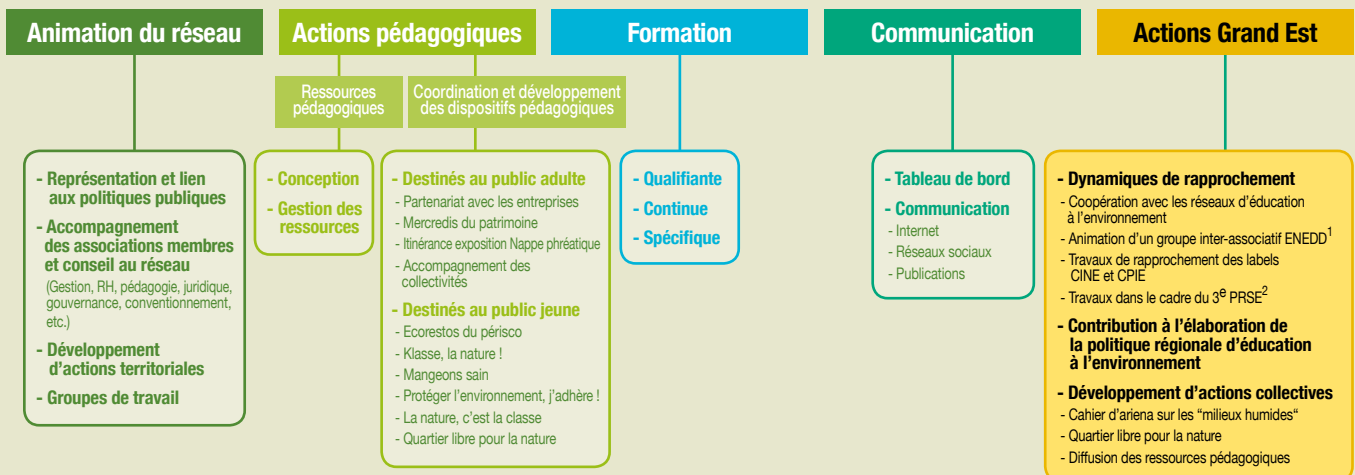 Animation du réseau
Actions pédagogiques
Formation
Communication
Actions Grand Est
Ressources
pédagogiques
Coordination et développement
des dispositifs pédagogiques
- Représentation et lien
aux politiques publiques
- Accompagnement
des associations membres
et conseil au réseau
(Gestion, RH, pédagogie, juridique,
gouvernance, conventionnement,
etc.)
- Développement
d'actions territoriales
- Groupes de travail
- Conception
- Gestion des
ressources
- Destinés au public adulte
- Partenariat avec les entreprises
- Mercredis du patrimoine
- Itinérance exposition Nappe phréatique
- Accompagnement des
collectivités
- Destinés au public jeune
- Ecorestos du périsco
- Klasse, la nature !
- Mangeons sain
- Protéger l'environnement, j'adhère !
- La nature, c'est la classe
- Quartier libre pour la nature
- Qualifiante
- Continue
- Spécifique
- Tableau de bord
- Communication
- Internet
- Réseaux sociaux
- Publications
- Dynamiques de rapprochement
- Coopération avec les réseaux d'éducation
à l'environnement
- Animation d'un groupe inter-associatif ENEDD¹
- Travaux de rapprochement des labels
CINE et CPIE
- Travaux dans le cadre du 3e PRSE²
- Contribution à l'élaboration de
la politique régionale d'éducation
à l'environnement
- Développement d'actions collectives
- Cahier d'ariena sur les "milieux humides"
- Quartier libre pour la nature
- Diffusion des ressources pédagogiques